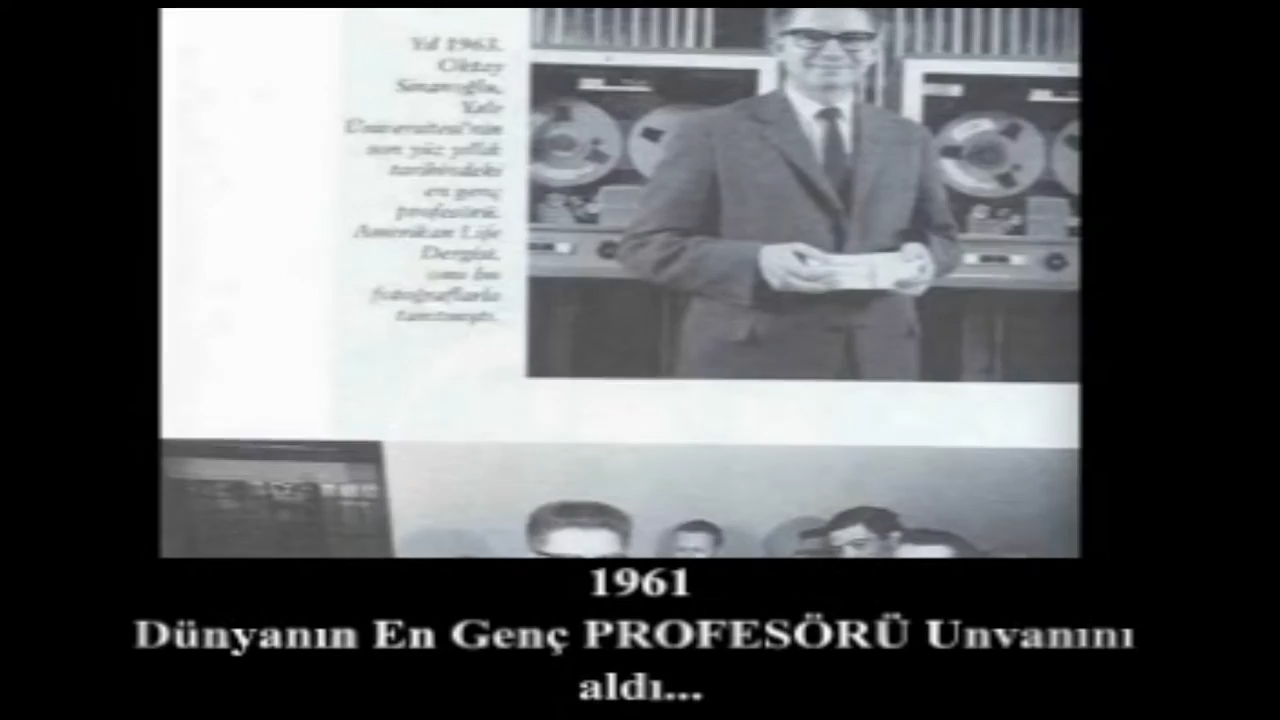 Yıl 1963.
Oktay
Sinanoğlu,
Yale
Üniversitesi'nin
son yüz yıllık
tarihindeki
en genç
profesörü.
Amerikan Life
Dergisi,
onu bu
fotoğraflarla
tanıtmıştı.
1961
Dünyanın En Genç PROFESÖRÜ Unvanını
aldı...